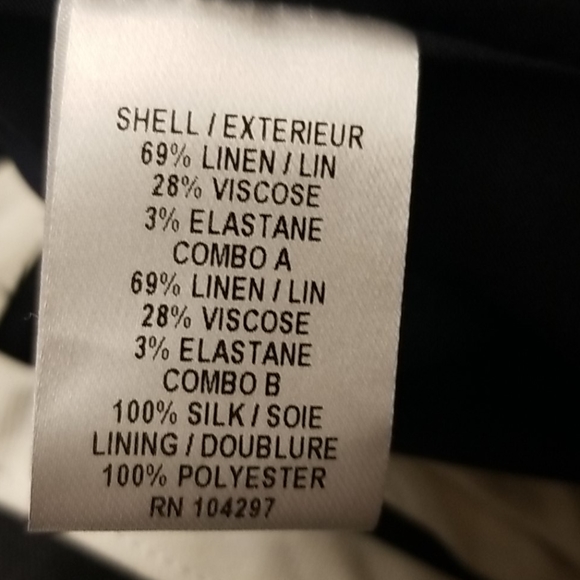 SHELL / EXTERIEUR
69% LINEN / LIN
28% VISCOSE
3% ELASTANE
COMBO A
69% LINEN / LIN
28% VISCOSE
3% ELASTANE
COMBO B
100% SILK / SOIE
LINING / DOUBLURE
100% POLYESTER
RN 104297